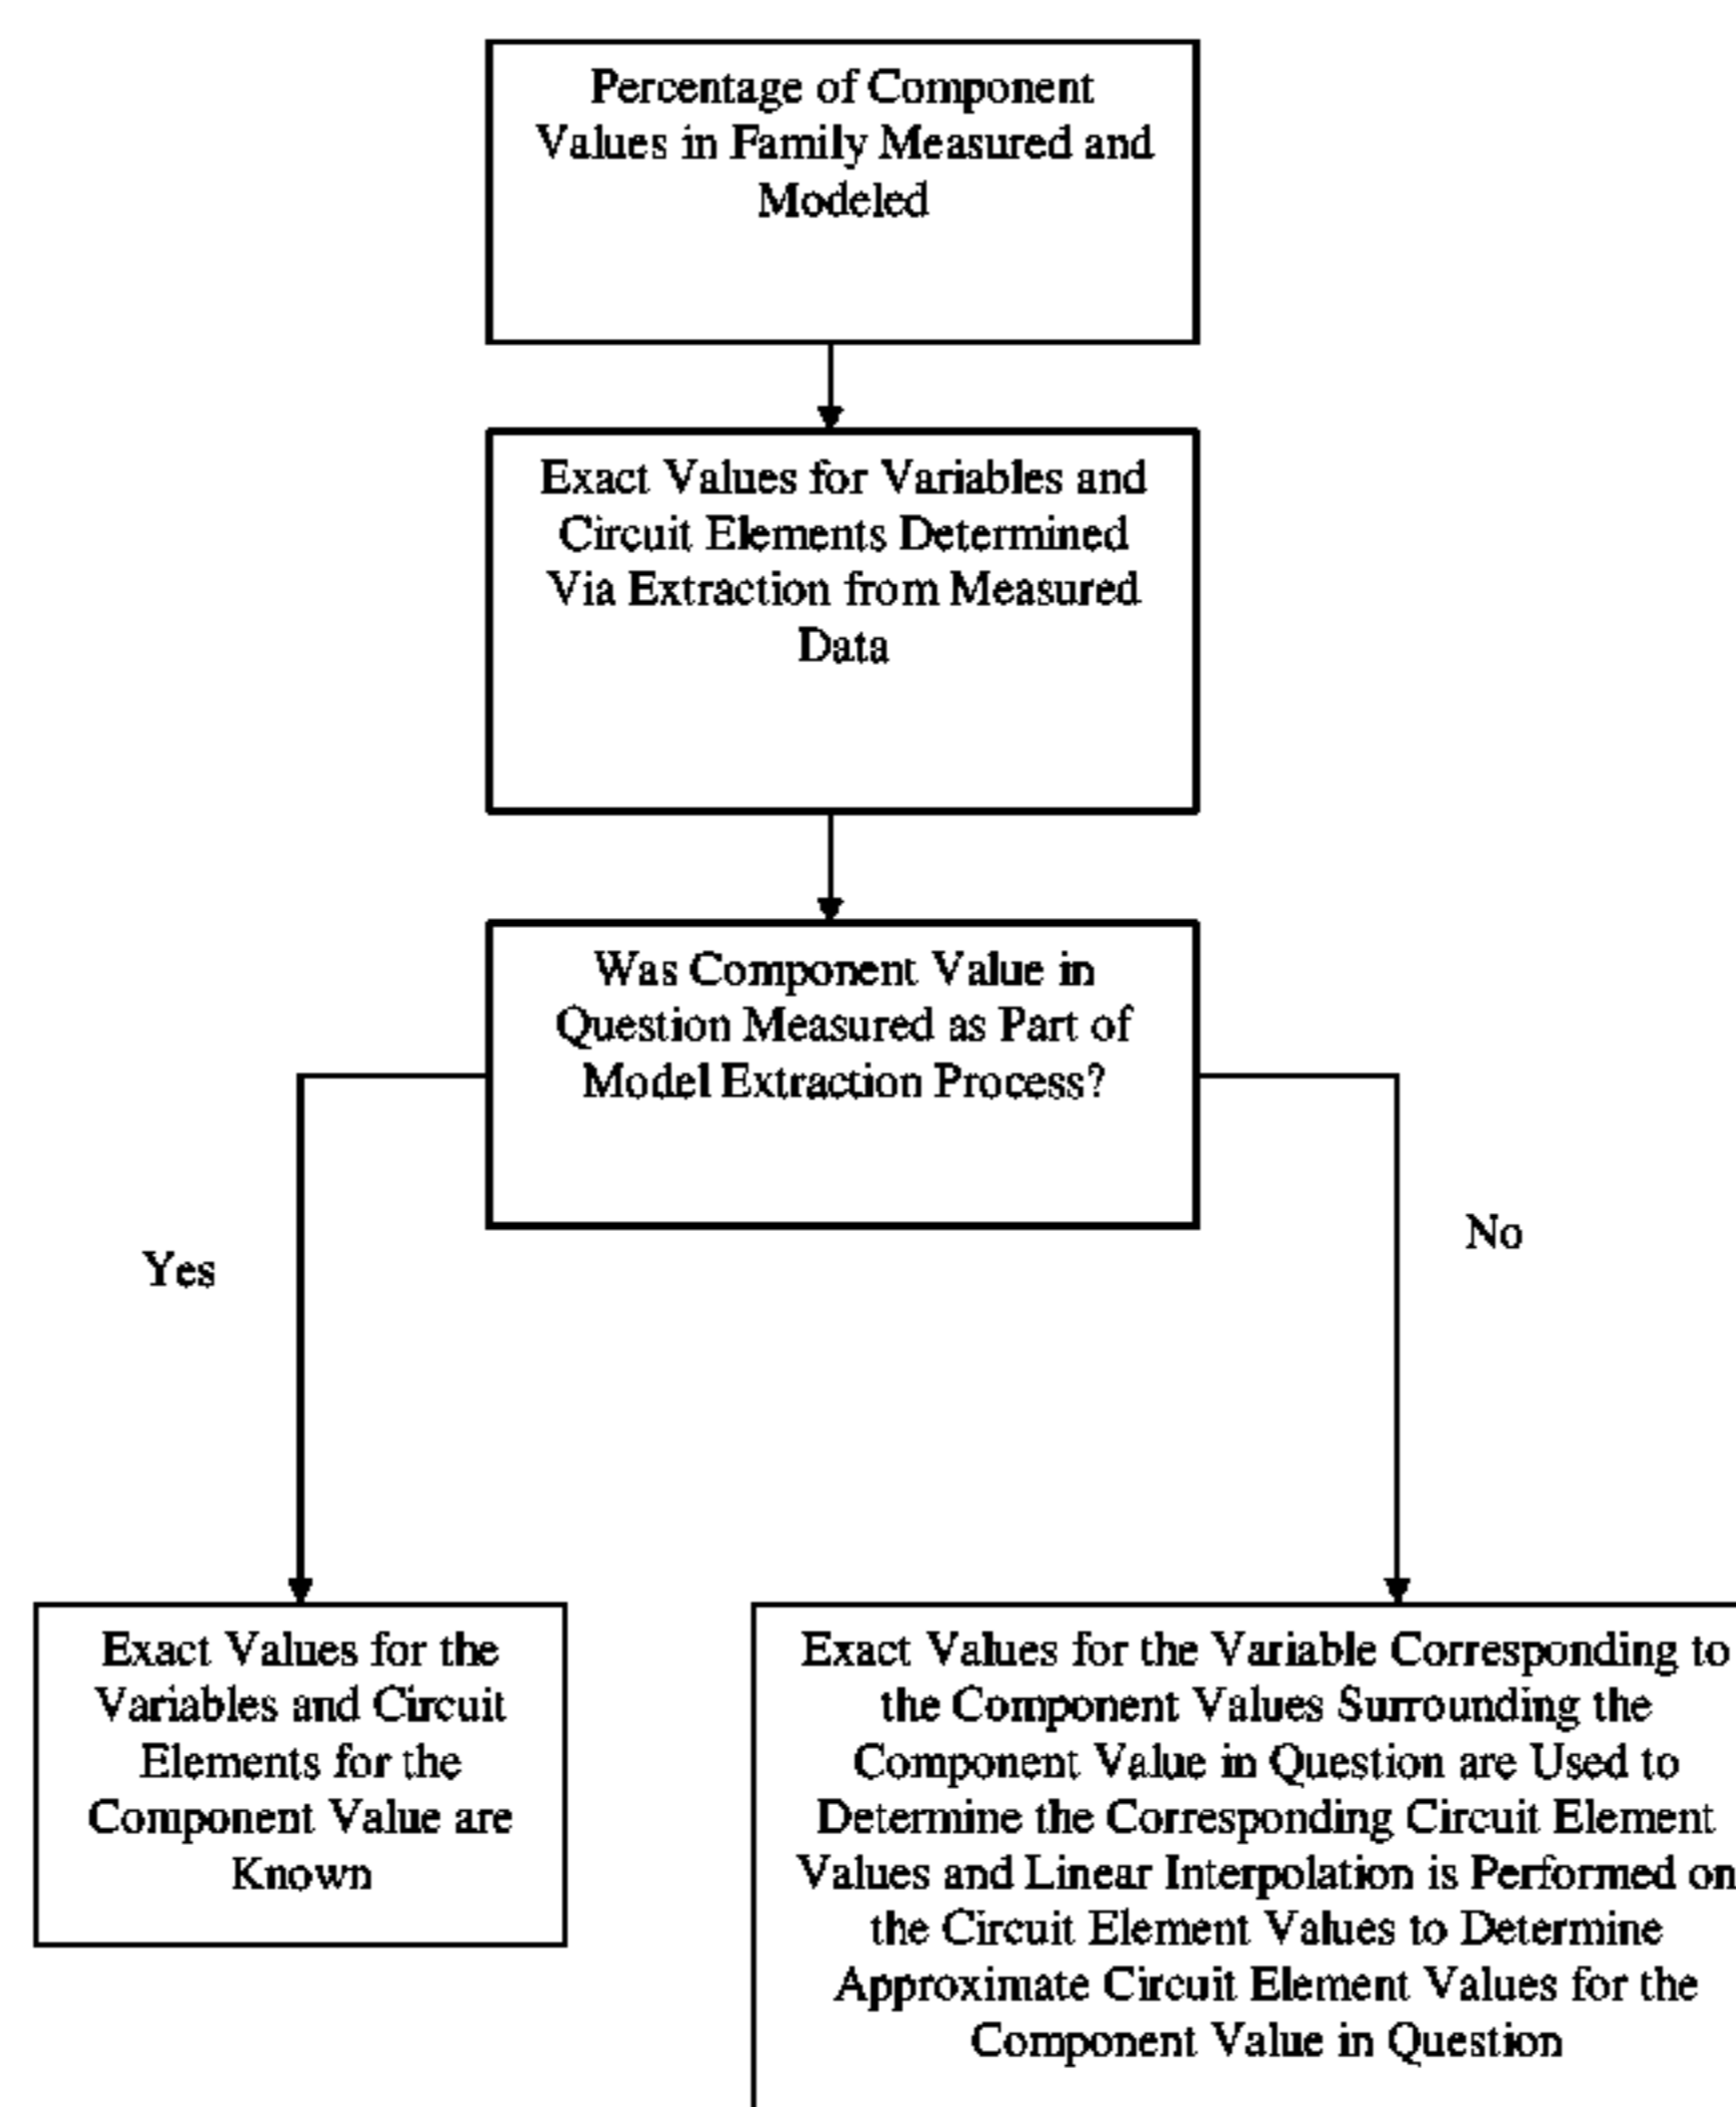 Percentage of Component
Values in Family Measured and
Modeled
Exact Values for Variables and
Circuit Elements Determined
Via Extraction from Measured
Data
Was Component Value in
Question Measured as Part of
Model Extraction Process?
Yes
No
Exact Values for the
Variables and Circuit
Elements for the
Component Value are
Known
Exact Values for the Variable Corresponding to
the Component Values Surrounding the
Component Value in Question are Used to
Determine the Corresponding Circuit Element
Values and Linear Interpolation is Performed on
the Circuit Element Values to Determine
Approximate Circuit Element Values for the
Component Value in Question